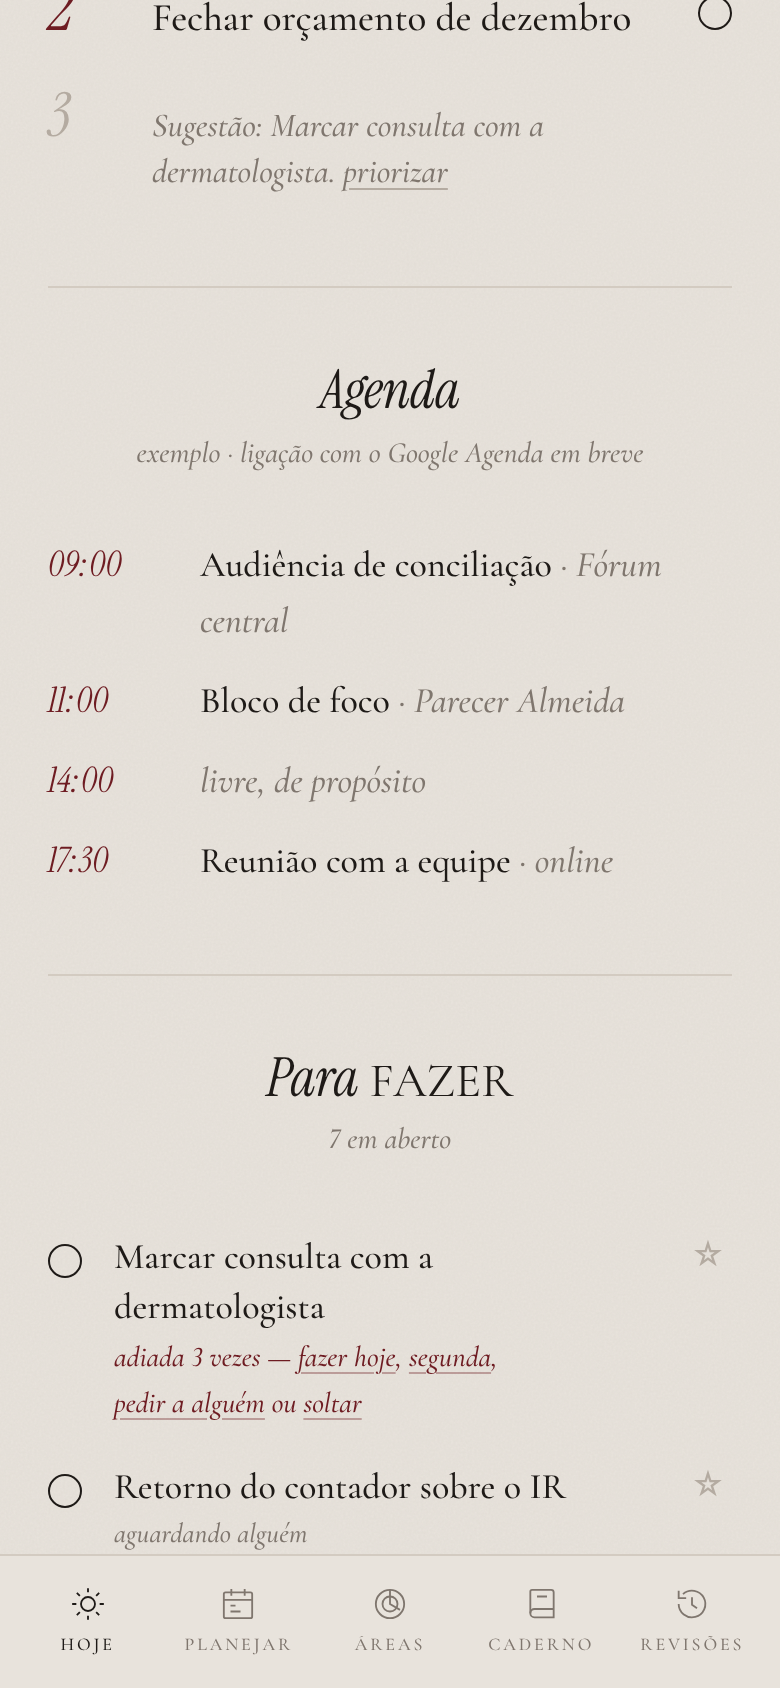 2 Fechar orçamento de dezembro
3 Sugestão: Marcar consulta com a
dermatologista. priorizar
Agenda
exemplo · ligação com o Google Agenda em breve
09:00 Audiência de conciliação · Fórum
central
11:00 Bloco de foco · Parecer Almeida
14:00 livre, de propósito
17:30 Reunião com a equipe · online
Para FAZER
7 em aberto
Marcar consulta com a
dermatologista
adiada 3 vezes — fazer hoje, segunda,
pedir a alguém ou soltar
Retorno do contador sobre o IR
aguardando alguém
HOJE PLANEJAR ÁREAS CADERNO REVISÕES